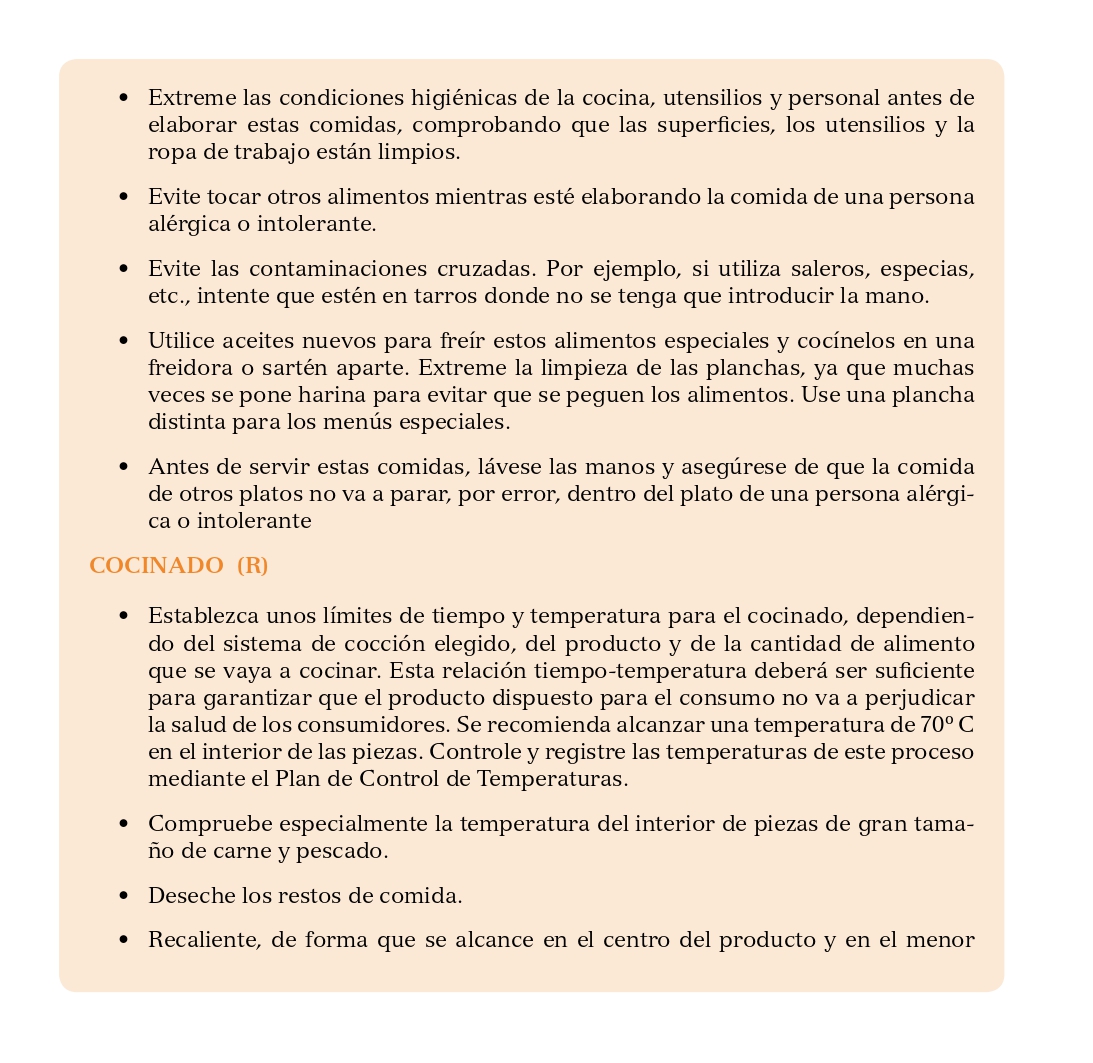 • Extreme las condiciones higiénicas de la cocina, utensilios y personal antes de
elaborar estas comidas, comprobando que las superficies, los utensilios y la
ropa de trabajo están limpios.
• Evite tocar otros alimentos mientras esté elaborando la comida de una persona
alérgica o intolerante.
• Evite las contaminaciones cruzadas. Por ejemplo, si utiliza saleros, especias,
etc., intente que estén en tarros donde no se tenga que introducir la mano.
• Utilice aceites nuevos para freír estos alimentos especiales y cocínelos en una
freidora o sartén aparte. Extreme la limpieza de las planchas, ya que muchas
veces se pone harina para evitar que se peguen los alimentos. Use una plancha
distinta para los menús especiales.
• Antes de servir estas comidas, lávese las manos y asegúrese de que la comida
de otros platos no va a parar, por error, dentro del plato de una persona alérgi-
ca o intolerante
COCINADO (R)
• Establezca unos límites de tiempo y temperatura para el cocinado, dependien-
do del sistema de cocción elegido, del producto y de la cantidad de alimento
que se vaya a cocinar. Esta relación tiempo-temperatura deberá ser suficiente
para garantizar que el producto dispuesto para el consumo no va a perjudicar
la salud de los consumidores. Se recomienda alcanzar una temperatura de 70º C
en el interior de las piezas. Controle y registre las temperaturas de este proceso
mediante el Plan de Control de Temperaturas.
• Compruebe especialmente la temperatura del interior de piezas de gran tama-
ño de carne y pescado.
• Deseche los restos de comida.
• Recaliente, de forma que se alcance en el centro del producto y en el menor